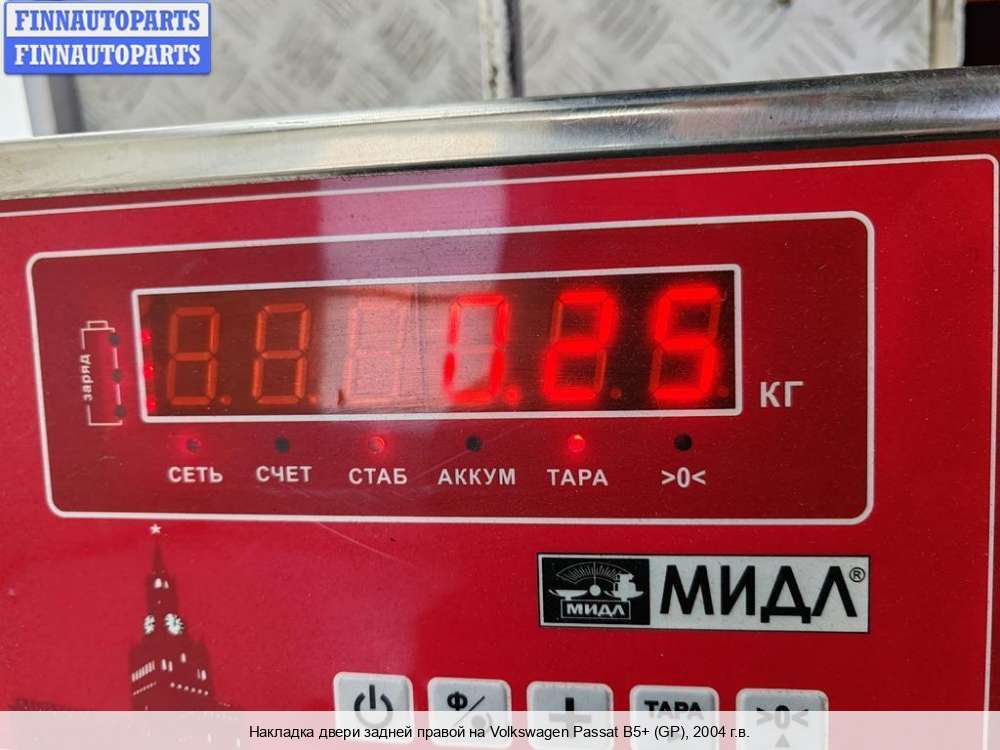 FINNAUTOPARTS
FINNAUTOPARTS
заряд
0.25
КГ
СЕТЬ СЧЕТ СТАБ АККУМ ТАРА >0<
МИДЛ МИДЛ®
Ф/ + ТАРА >0<
Накладка двери задней правой на Volkswagen Passat B5+ (GP), 2004 г.в.